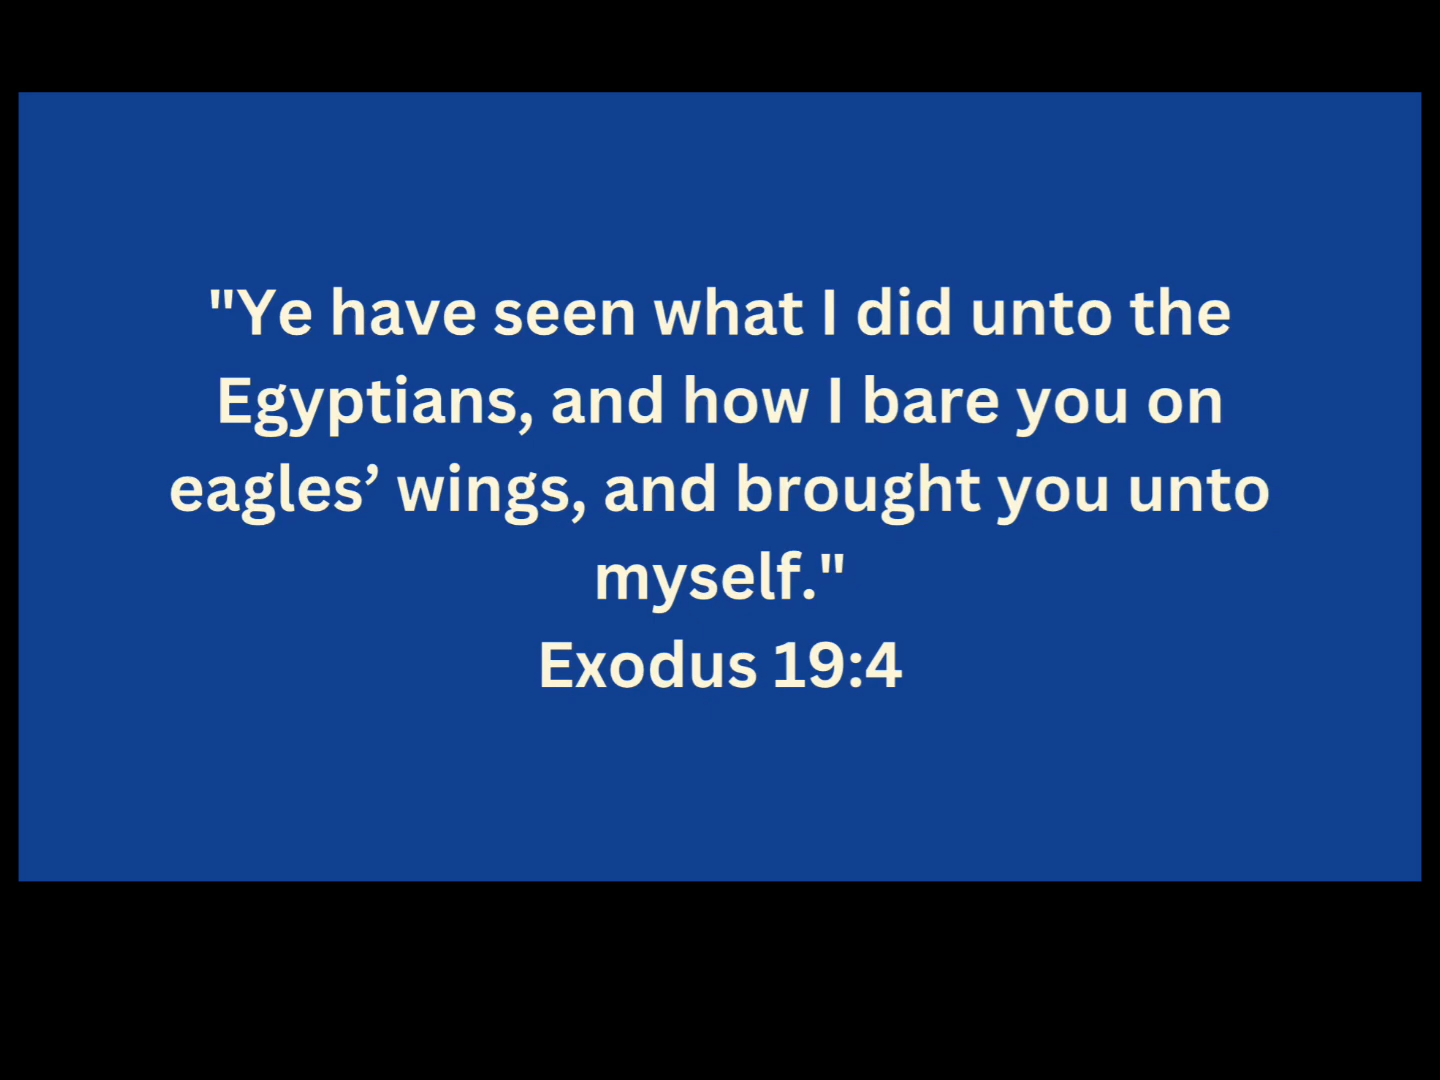 "Ye have seen what I did unto the
Egyptians, and how I bare you on
eagles’ wings, and brought you unto
myself."
Exodus 19:4